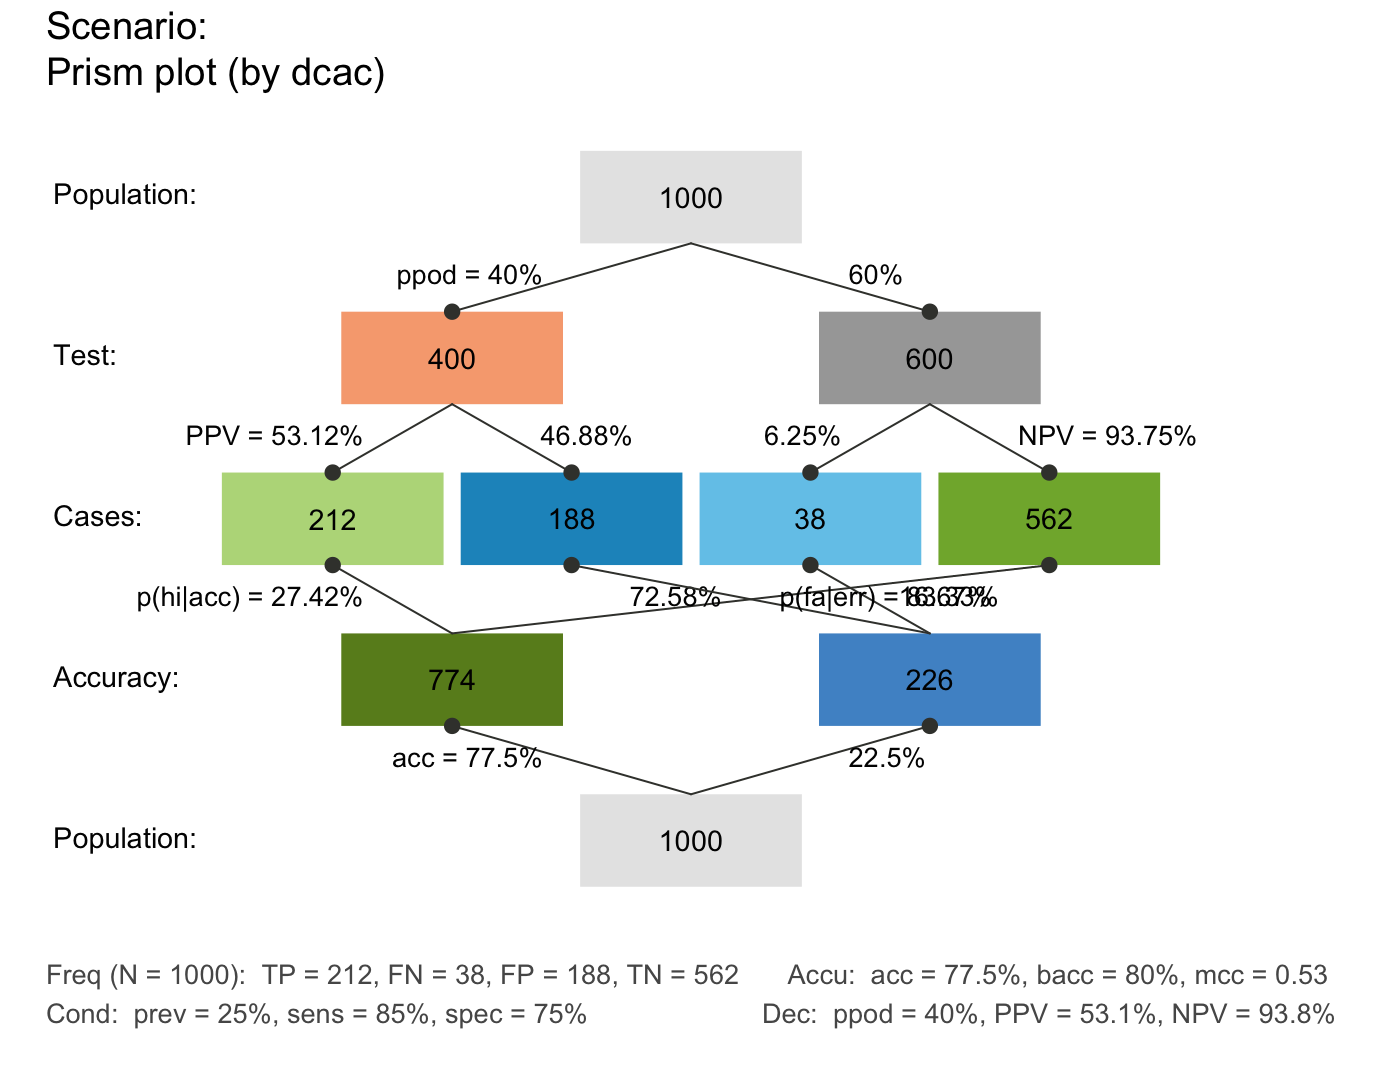 Scenario:
Prism plot (by dcac)
Population:
1000
ppod = 40%
60%
Test:
400
600
PPV = 53.12%
46.88%
6.25%
NPV = 93.75%
Cases:
212
188
38
562
p(hi|acc) = 27.42%
72.58%
p(fa|err) =
Accuracy:
774
226
acc = 77.5%
22.5%
Population:
1000
Freq (N = 1000):  TP = 212, FN = 38, FP = 188, TN = 562
Accu:  acc = 77.5%, bacc = 80%, mcc = 0.53
Cond:  prev = 25%, sens = 85%, spec = 75%
Dec:  ppod = 40%, PPV = 53.1%, NPV = 93.8%